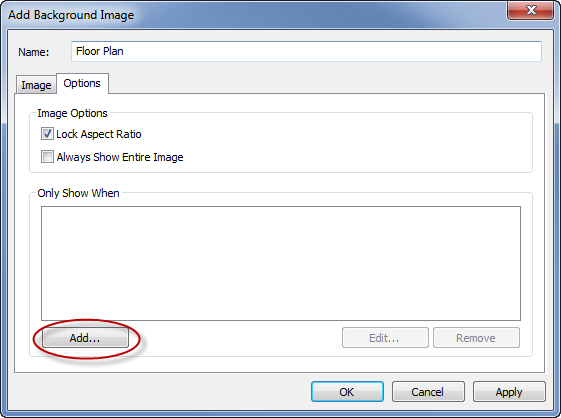 Add Background Image
Name: Floor Plan
Image Options
Image Options
Lock Aspect Ratio
Always Show Entire Image
Only Show When
Add... Edit... Remove
OK Cancel Apply